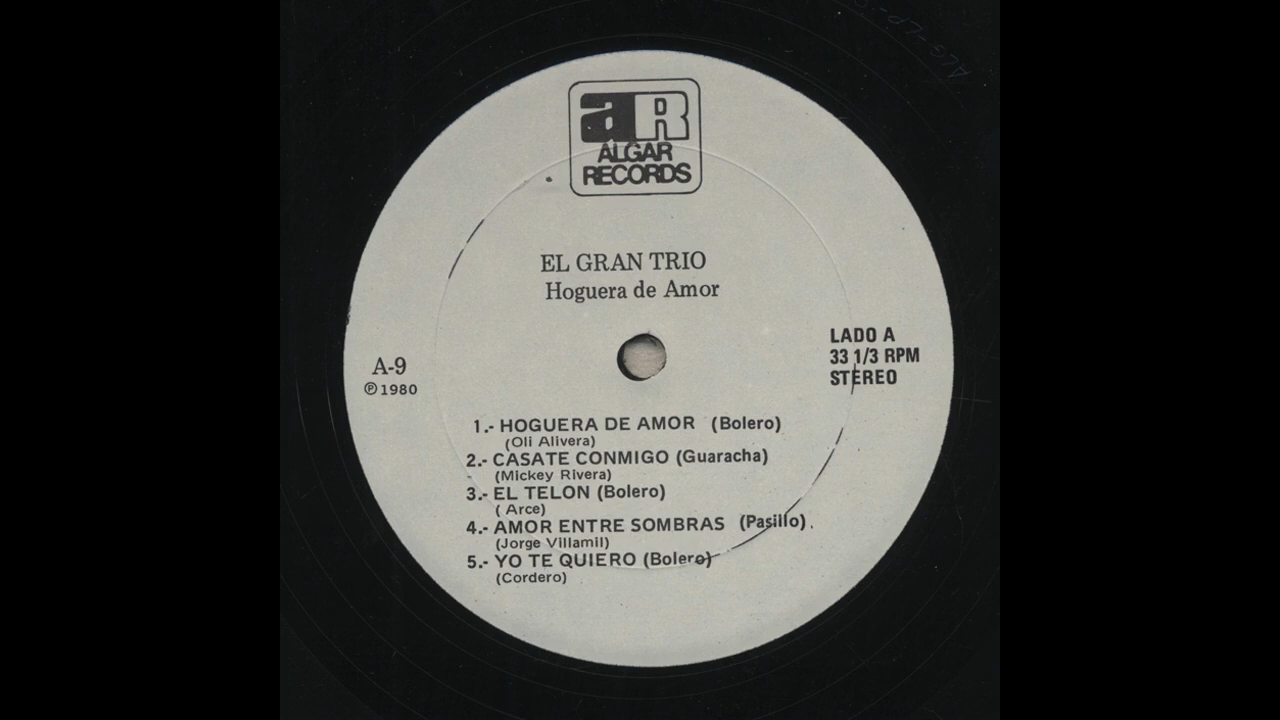 aR
ALGAR
RECORDS
EL GRAN TRIO
Hoguera de Amor
LADO A
33 1/3 RPM
STEREO
A-9
℗ 1980
1.- HOGUERA DE AMOR (Bolero)
(Oli Alivera)
2.- CASATE CONMIGO (Guaracha)
(Mickey Rivera)
3.- EL TELON (Bolero)
( Arce)
4.- AMOR ENTRE SOMBRAS (Pasillo).
(Jorge Villamil)
5.- YO TE QUIERO (Bolero)
(Cordero)